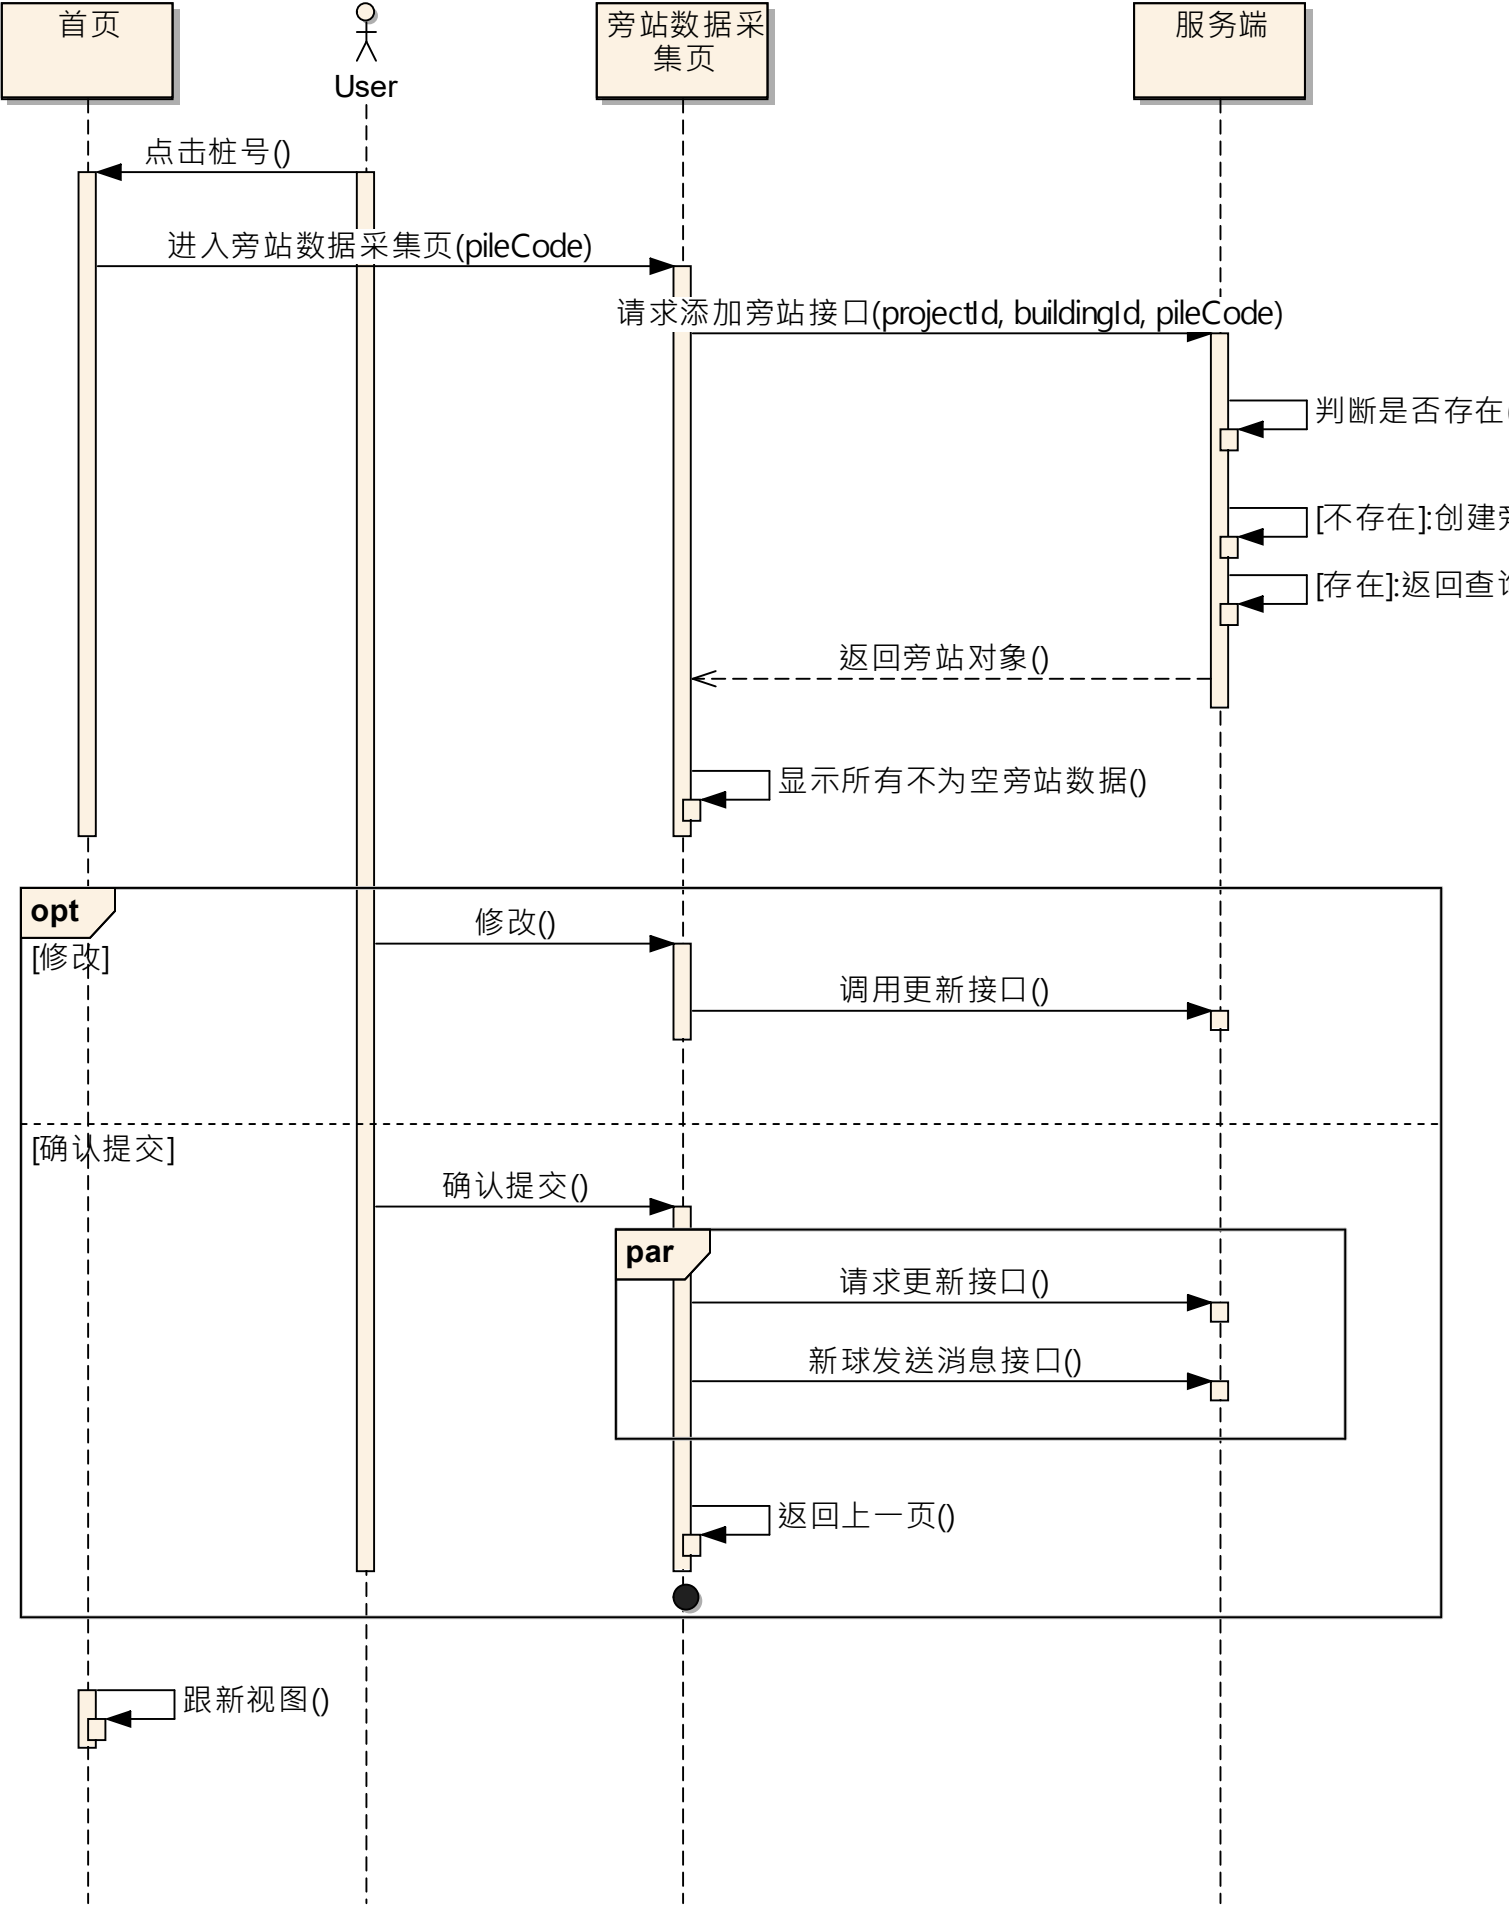 首页
User
旁站数据采
集页
服务端
点击桩号()
进入旁站数据采集页(pileCode)
请求添加旁站接口(projectId, buildingId, pileCode)
判断是否存在
[不存在]:创建
[存在]:返回查
返回旁站对象()
显示所有不为空旁站数据()
opt
[修改]
修改()
调用更新接口()
[确认提交]
确认提交()
par
请求更新接口()
新球发送消息接口()
返回上一页()
跟新视图()